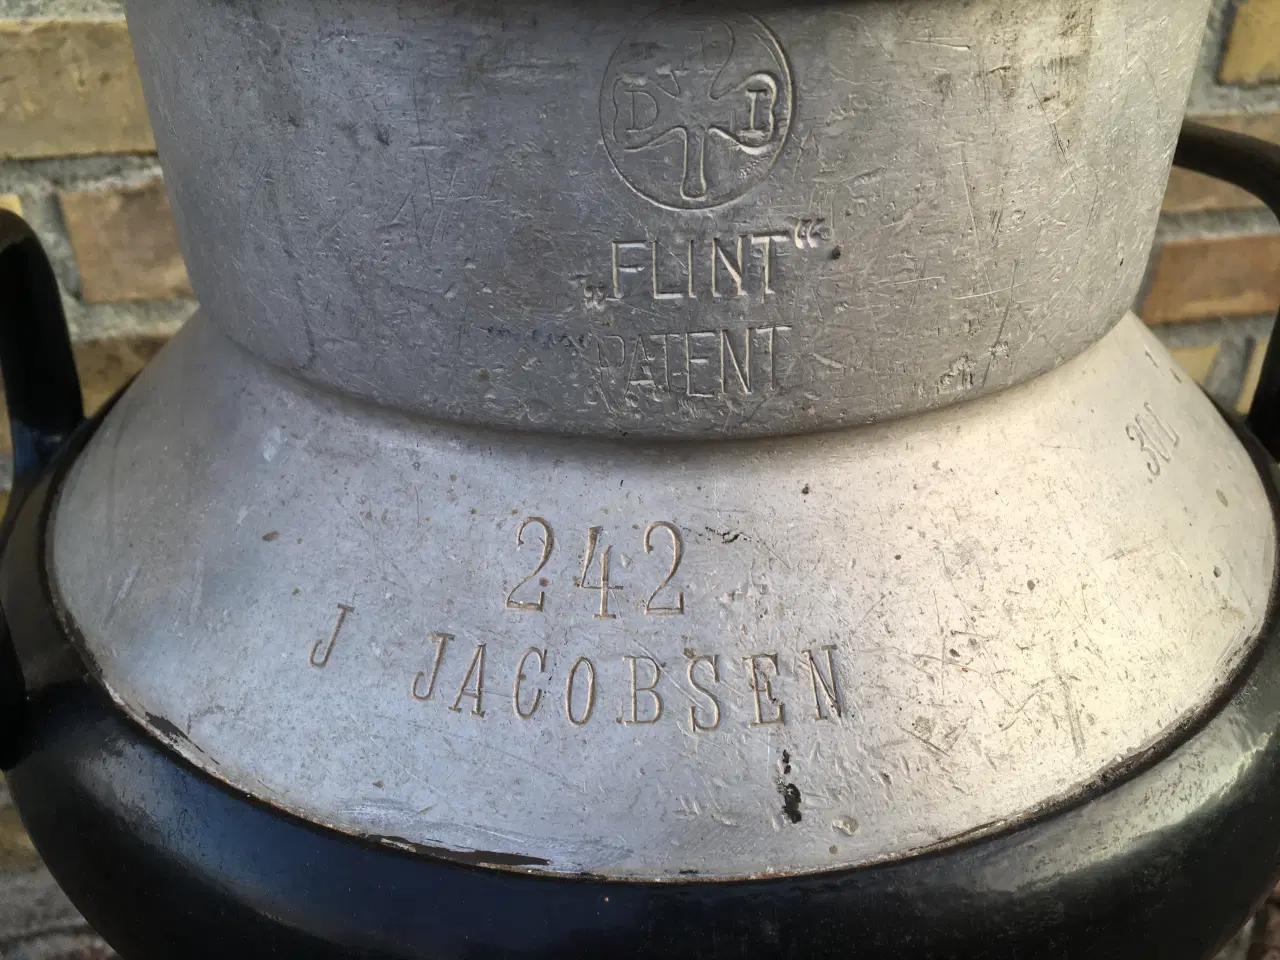 D D
„FLINT“
PATENT
30L
242
J JACOBSEN